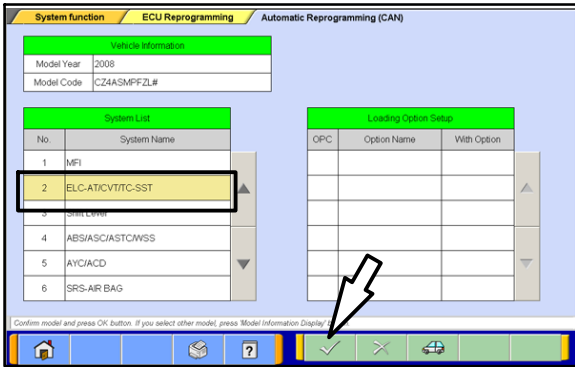 System function ECU Reprogramming Automatic Reprogramming (CAN)
Vehicle Information
Model Year 2008
Model Code CZ4ASMPFZL#
System List
No. System Name
1 MFI
2 ELC-AT/CVT/TC-SST
3 Shift Lever
4 ABS/ASC/ASTC/WSS
5 AYC/ACD
6 SRS-AIR BAG
Loading Option Setup
OPC Option Name With Option
Confirm model and press OK button. If you select other model, press 'Model Information Display'
?